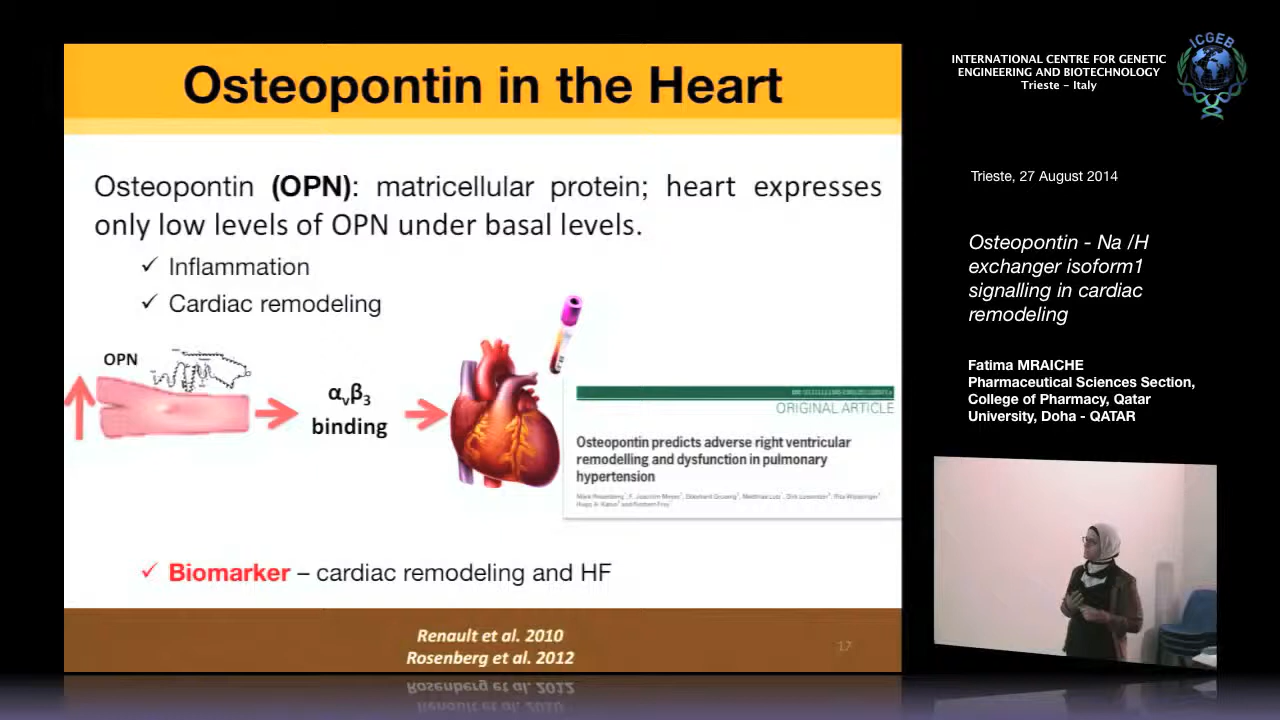 Osteopontin in the Heart
Osteopontin (OPN): matricellular protein; heart expresses
only low levels of OPN under basal levels.
✓ Inflammation
✓ Cardiac remodeling
OPN
αvβ3
binding
ORIGINAL ARTICLE
Osteopontin predicts adverse right ventricular
remodelling and dysfunction in pulmonary
hypertension
✓ Biomarker – cardiac remodeling and HF
Renault et al. 2010
Rosenberg et al. 2012
17
INTERNATIONAL CENTRE FOR GENETIC
ENGINEERING AND BIOTECHNOLOGY
Trieste - Italy
ICGEB
Trieste, 27 August 2014
Osteopontin - Na /H
exchanger isoform1
signalling in cardiac
remodeling
Fatima MRAICHE
Pharmaceutical Sciences Section,
College of Pharmacy, Qatar
University, Doha - QATAR